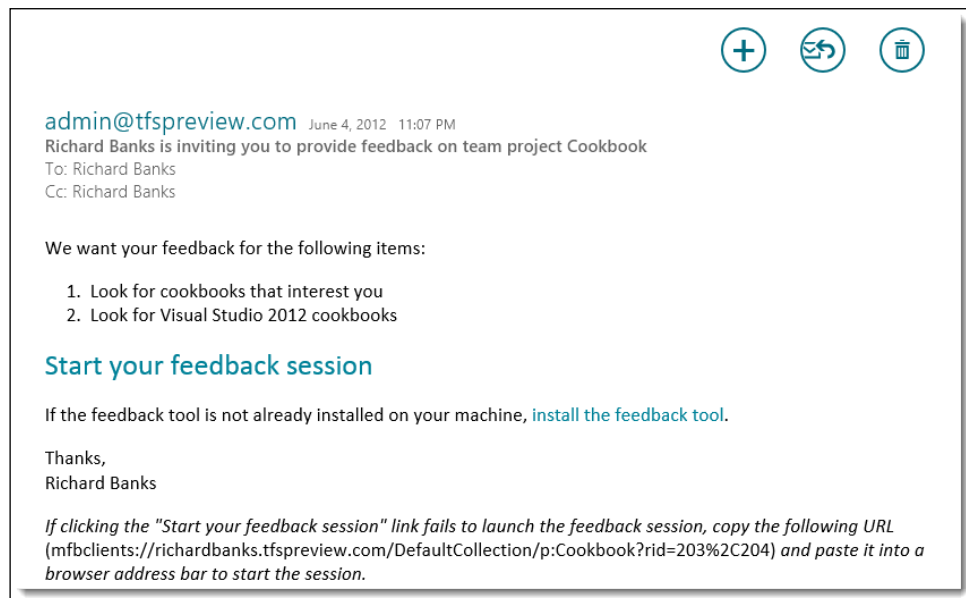 admin@tfspreview.com June 4, 2012 11:07 PM
Richard Banks is inviting you to provide feedback on team project Cookbook
To: Richard Banks
Cc: Richard Banks
We want your feedback for the following items:
1. Look for cookbooks that interest you
2. Look for Visual Studio 2012 cookbooks
Start your feedback session
If the feedback tool is not already installed on your machine, install the feedback tool.
Thanks,
Richard Banks
If clicking the "Start your feedback session" link fails to launch the feedback session, copy the following URL
(mfbclients://richardbanks.tfspreview.com/DefaultCollection/p:Cookbook?rid=203%2C204) and paste it into a
browser address bar to start the session.